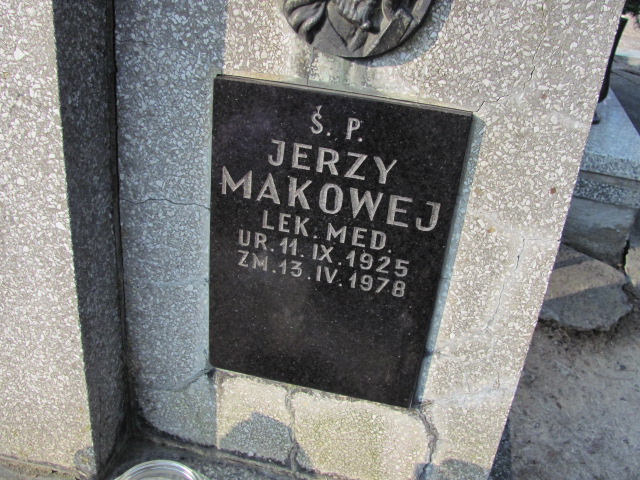 Ś. P.
JERZY
MAKOWEJ
LEK. MED.
UR. 11. IX. 1925
ZM. 13. IV. 1978